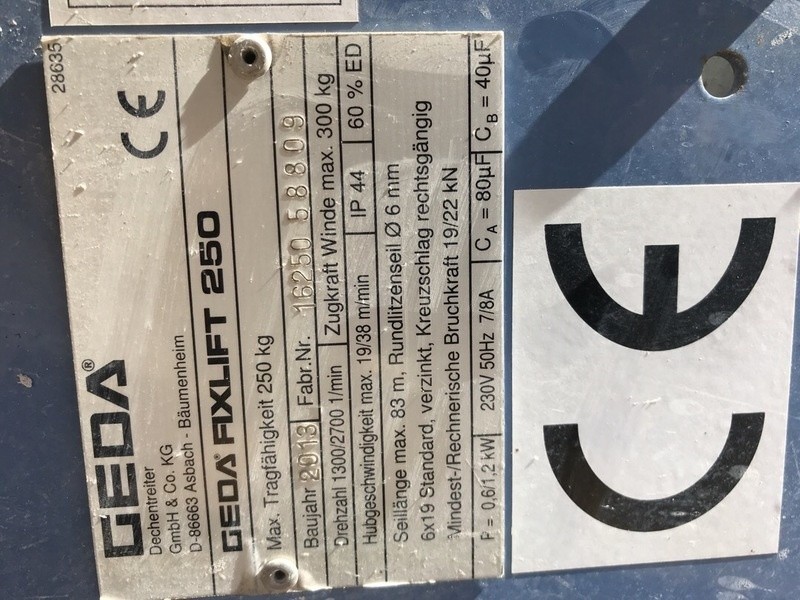 28635
GEDA®
CE
Dechentreiter
GmbH & Co. KG
D-86663 Asbach - Bäumenheim
GEDA® FIXLIFT 250
Max. Tragfähigkeit 250 kg
Baujahr 2013 Fabr.Nr. 16250 58809
Drehzahl 1300/2700 1/min Zugkraft Winde max. 300 kg
Hubgeschwindigkeit max. 19/38 m/min IP 44 60 % ED
Seillänge max. 83 m, Rundlitzenseil Ø 6 mm
6x19 Standard, verzinkt, Kreuzschlag rechtsgängig
Mindest-/Rechnerische Bruchkraft 19/22 kN
P = 0,6/1,2 kW 230V 50Hz 7/8A CA = 80µF CB = 40µF
CE